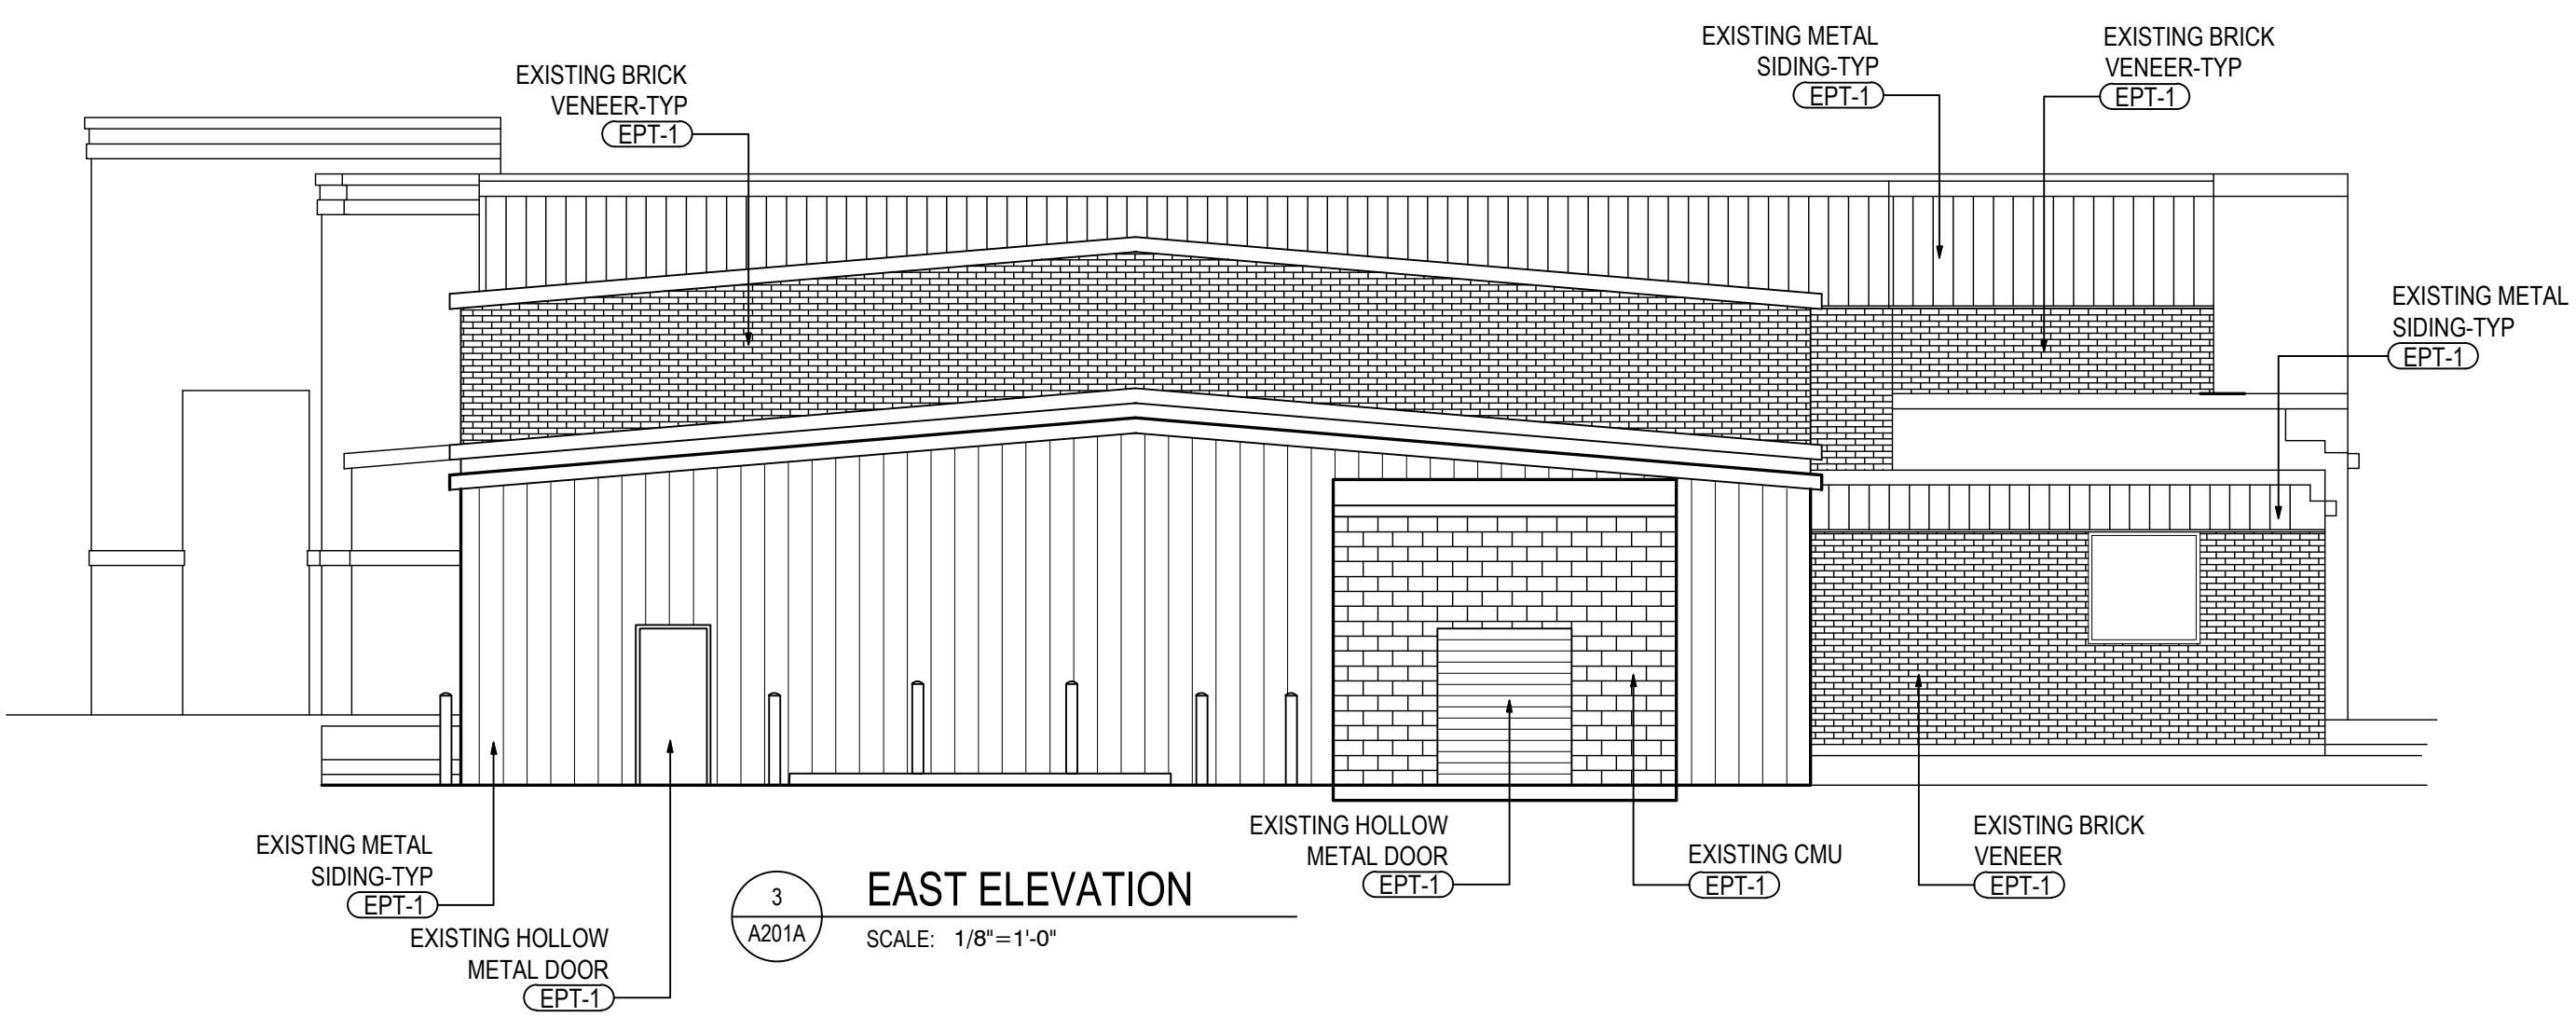 EXISTING METAL
SIDING-TYP
EPT-1
EXISTING BRICK
VENEER-TYP
EPT-1
EXISTING BRICK
VENEER-TYP
EPT-1
EXISTING METAL
SIDING-TYP
EPT-1
EXISTING METAL
SIDING-TYP
EPT-1
EXISTING HOLLOW
METAL DOOR
EPT-1
3
A201A
EAST ELEVATION
SCALE: 1/8"=1'-0"
EXISTING HOLLOW
METAL DOOR
EPT-1
EXISTING CMU
EPT-1
EXISTING BRICK
VENEER
EPT-1